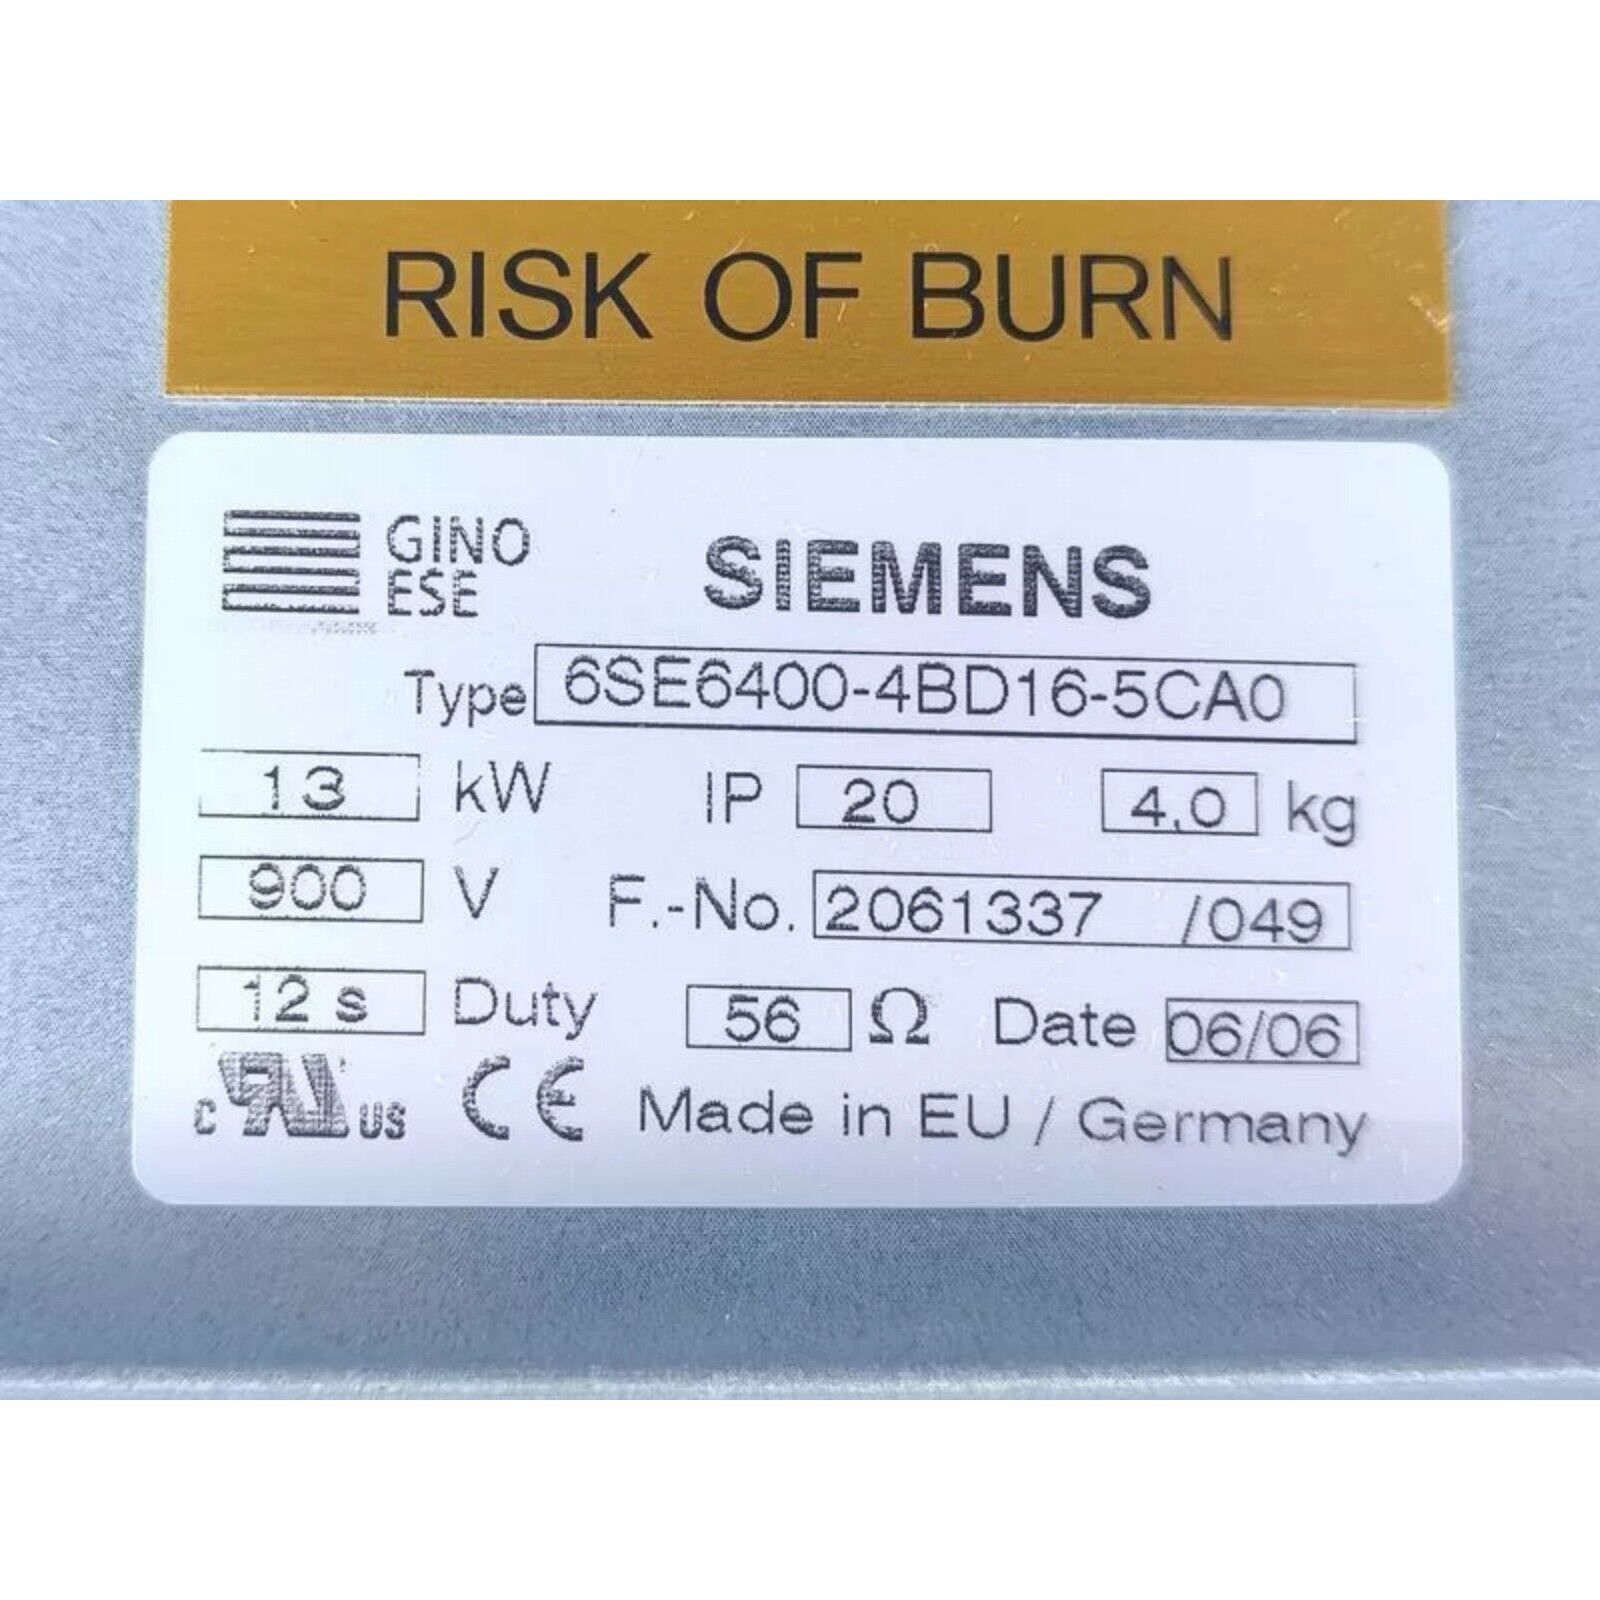 RISK OF BURN
GINO
ESE
SIEMENS
Type 6SE6400-4BD16-5CA0
13 kW IP 20 4,0 kg
900 V F.-No. 2061337 /049
12 s Duty 56 Ω Date 06/06
c RU US CE Made in EU / Germany